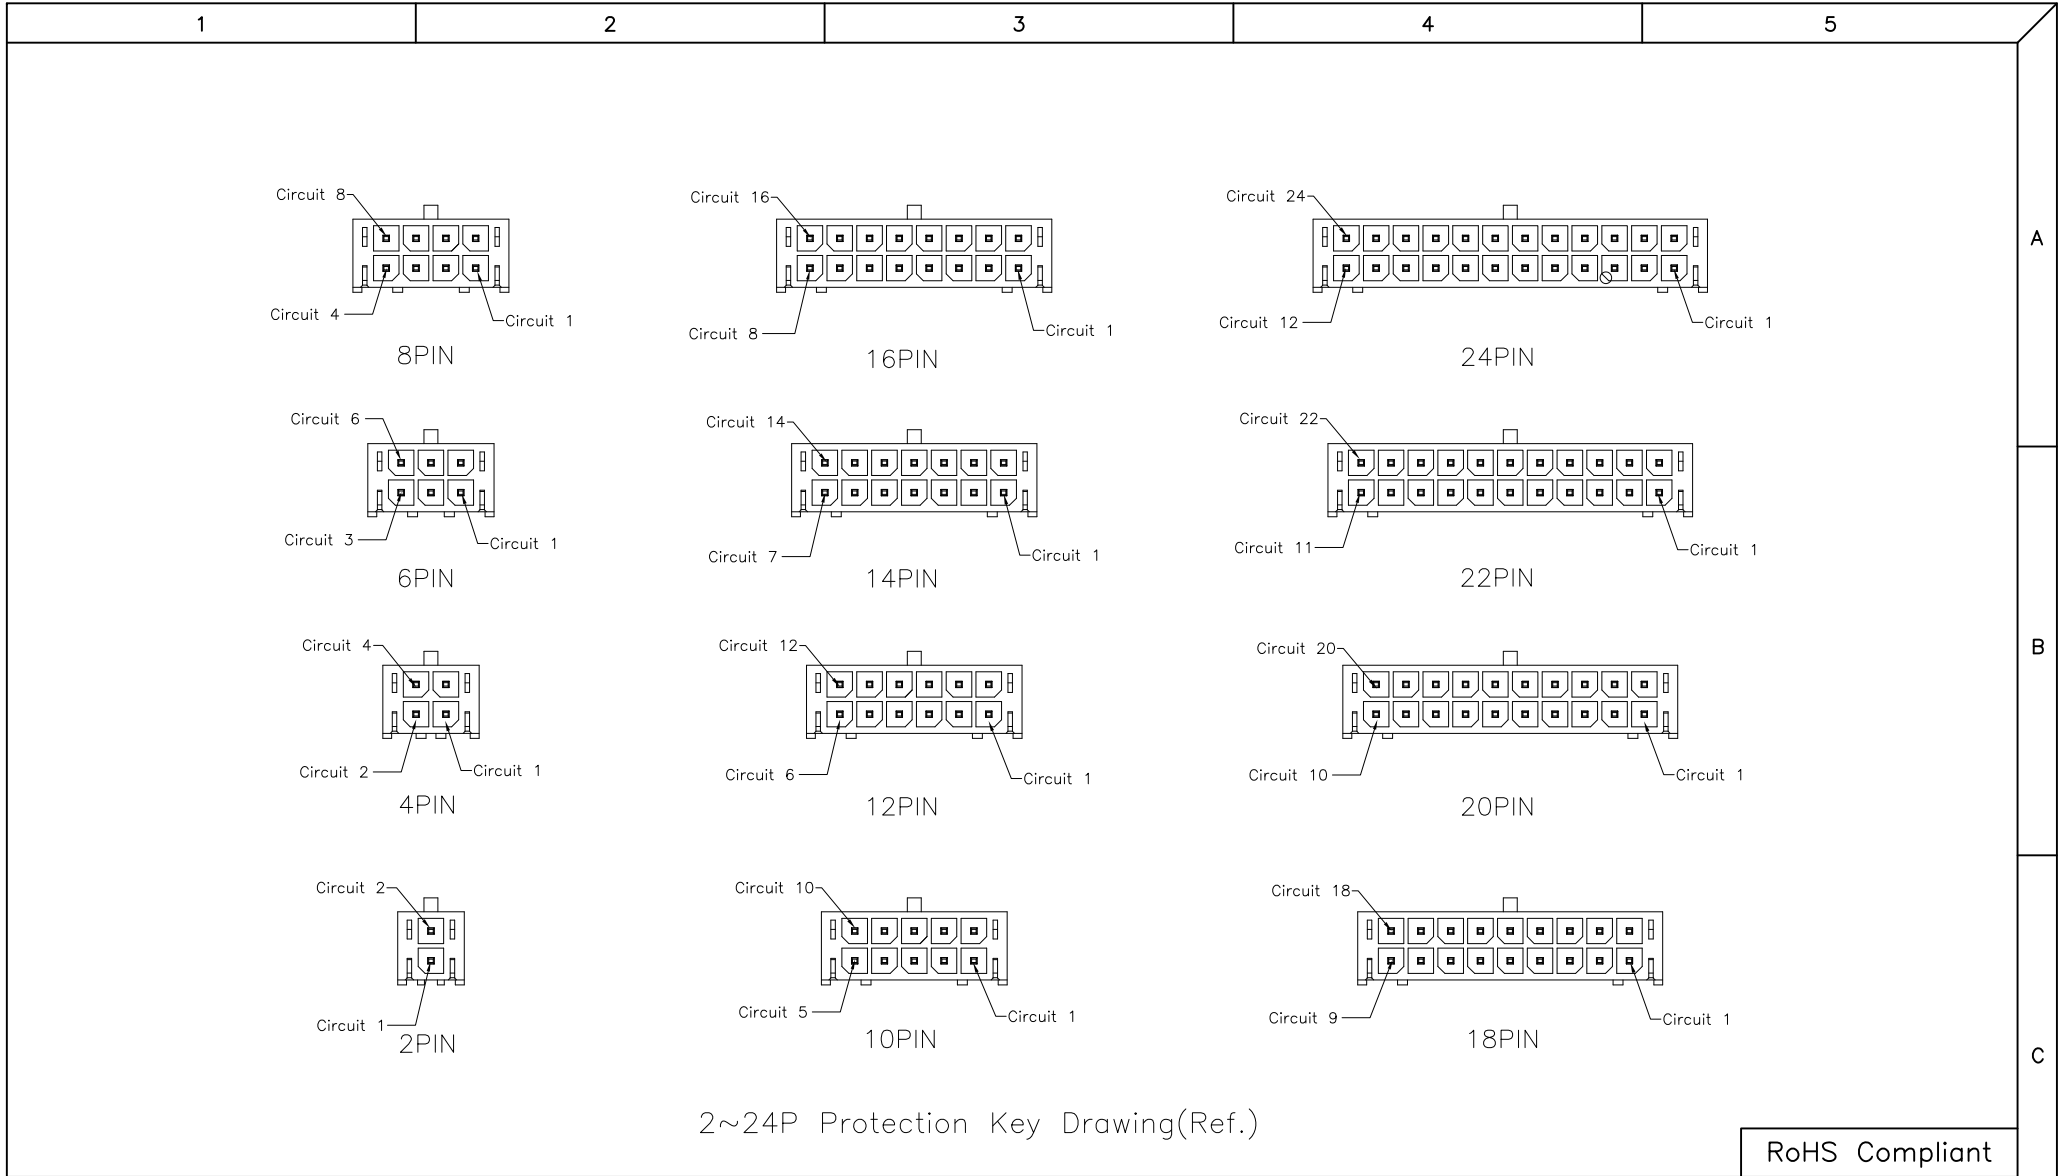 1 2 3 4 5
A
Circuit 8 Circuit 16 Circuit 24
Circuit 4 Circuit 1 Circuit 8 Circuit 1 Circuit 12 Circuit 1
8PIN 16PIN 24PIN
Circuit 6 Circuit 14 Circuit 22
Circuit 3 Circuit 1 Circuit 7 Circuit 1 Circuit 11 Circuit 1
6PIN 14PIN 22PIN
B
Circuit 4 Circuit 12 Circuit 20
Circuit 2 Circuit 1 Circuit 6 Circuit 1 Circuit 10 Circuit 1
4PIN 12PIN 20PIN
Circuit 2 Circuit 10 Circuit 18
Circuit 1 Circuit 5 Circuit 1 Circuit 9 Circuit 1
2PIN 10PIN 18PIN
C
2~24P Protection Key Drawing(Ref.)
RoHS Compliant